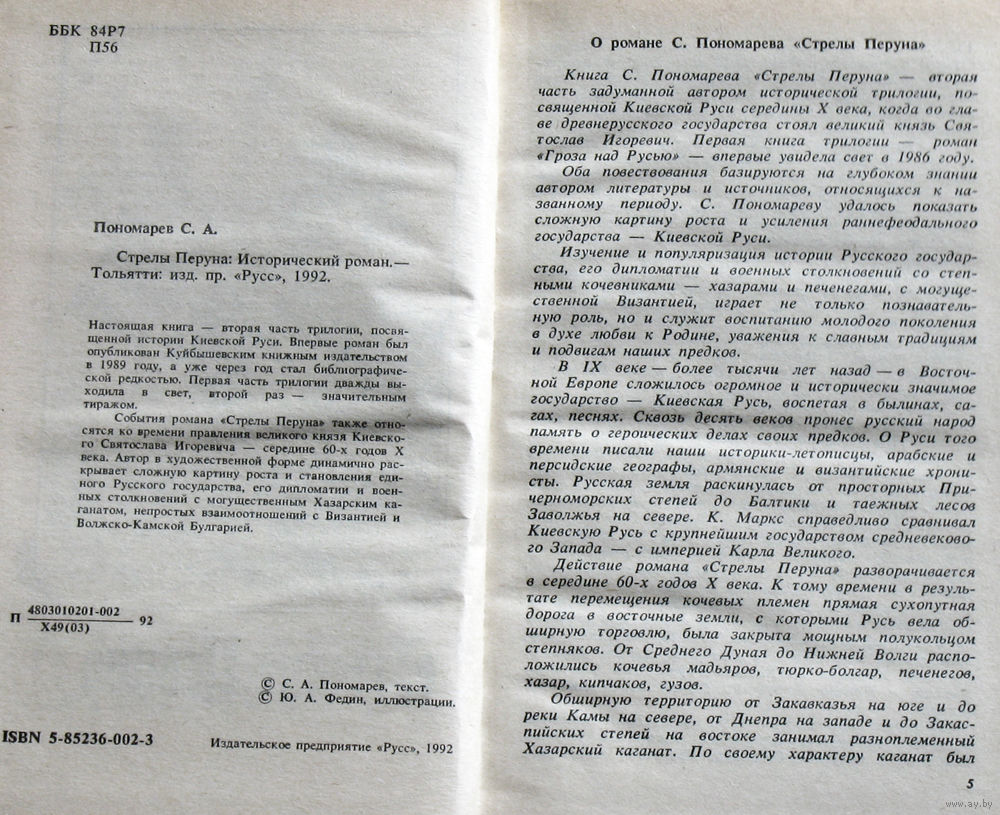 ББК 84Р7
П56
Пономарев С. А.
Стрелы Перуна: Исторический роман.—
Тольятти: изд. пр. «Русс», 1992.
Настоящая книга — вторая часть трилогии, посвя-
щенной истории Киевской Руси. Впервые роман был
опубликован Куйбышевским книжным издательством
в 1989 году, а уже через год стал библиографиче-
ской редкостью. Первая часть трилогии дважды вы-
ходила в свет, второй раз — значительным
тиражом.
События романа «Стрелы Перуна» также отно-
сятся ко времени правления великого князя Киевско-
го Святослава Игоревича — середине 60-х годов X
века. Автор в художественной форме динамично рас-
крывает сложную картину роста и становления еди-
ного Русского государства, его дипломатии и воен-
ных столкновений с могущественным Хазарским ка-
ганатом, непростых взаимоотношений с Византией и
Волжско-Камской Булгарией.
П 4803010201-002 92
Х49(03)
© С. А. Пономарев, текст.
© Ю. А. Федин, иллюстрации.
ISBN 5-85236-002-3
Издательское предприятие «Русс», 1992
О романе С. Пономарева «Стрелы Перуна»
Книга С. Пономарева «Стрелы Перуна» — вторая
часть задуманной автором исторической трилогии, по-
священной Киевской Руси середины X века, когда во гла-
ве древнерусского государства стоял великий князь Свя-
тослав Игоревич. Первая книга трилогии — роман
«Гроза над Русью» — впервые увидела свет в 1986 году.
Оба повествования базируются на глубоком знании
автором литературы и источников, относящихся к на-
званному периоду. С. Пономареву удалось показать
сложную картину роста и усиления раннефеодального
государства — Киевской Руси.
Изучение и популяризация истории Русского государ-
ства, его дипломатии и военных столкновений со степ-
ными кочевниками — хазарами и печенегами, с могуще-
ственной Византией, играет не только познаватель-
ную роль, но и служит воспитанию молодого поколения
в духе любви к Родине, уважения к славным традициям
и подвигам наших предков.
В IX веке — более тысячи лет назад — в Восточ-
ной Европе сложилось огромное и исторически значимое
государство — Киевская Русь, воспетая в былинах, са-
гах, песнях. Сквозь десять веков пронес русский народ
память о героических делах своих предков. О Руси того
времени писали наши историки-летописцы, арабские и
персидские географы, армянские и византийские хрони-
сты. Русская земля раскинулась от просторных При-
черноморских степей до Балтики и таежных лесов
Заволжья на севере. К. Маркс справедливо сравнивал
Киевскую Русь с крупнейшим государством средневеково-
го Запада — с империей Карла Великого.
Действие романа «Стрелы Перуна» разворачивается
в середине 60-х годов X века. К тому времени в резуль-
тате перемещения кочевых племен прямая сухопутная
дорога в восточные земли, с которыми Русь вела об-
ширную торговлю, была закрыта мощным полукольцом
степняков. От Среднего Дуная до Нижней Волги распо-
ложились кочевья мадьяров, тюрко-болгар, печенегов,
хазар, кипчаков, гузов.
Обширную территорию от Закавказья на юге и до
реки Камы на севере, от Днепра на западе и до Закас-
пийских степей на востоке занимал разноплеменный
Хазарский каганат. По своему характеру каганат был
5
www.ay.by